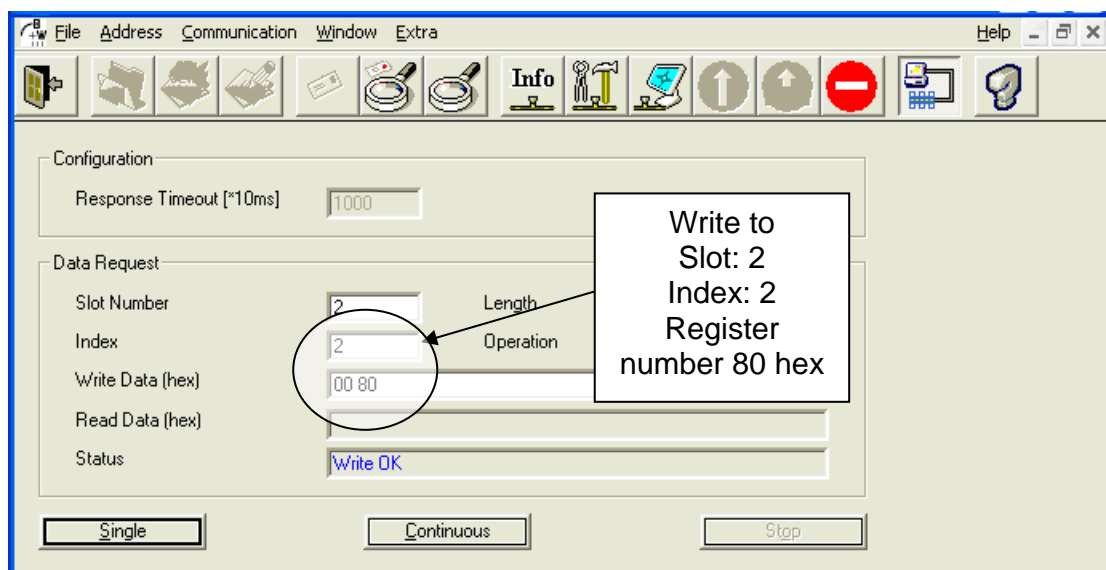 B
W
File Address Communication Window Extra Help
Info
Configuration
Response Timeout [*10ms] 1000
Data Request
Slot Number 2 Length
Index 2 Operation
Write Data (hex) 00 80
Read Data (hex)
Status Write OK
Write to
Slot: 2
Index: 2
Register
number 80 hex
Single Continuous Stop